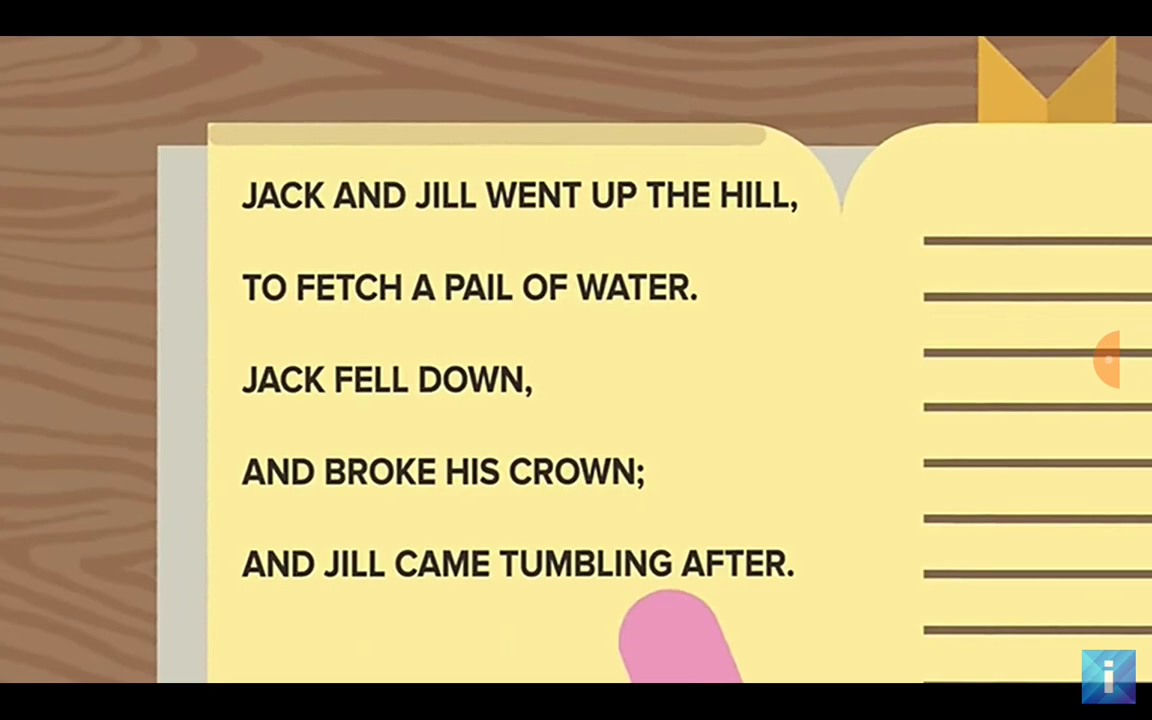 JACK AND JILL WENT UP THE HILL,
TO FETCH A PAIL OF WATER.
JACK FELL DOWN,
AND BROKE HIS CROWN;
AND JILL CAME TUMBLING AFTER.
i